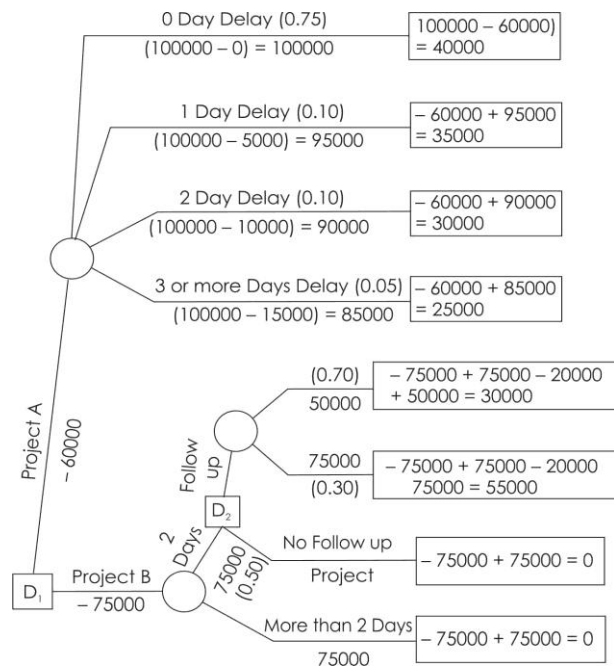 0 Day Delay (0.75)
(100000 – 0) = 100000
100000 – 60000)
= 40000
1 Day Delay (0.10)
(100000 – 5000) = 95000
– 60000 + 95000
= 35000
2 Day Delay (0.10)
(100000 – 10000) = 90000
– 60000 + 90000
= 30000
3 or more Days Delay (0.05)
(100000 – 15000) = 85000
– 60000 + 85000
= 25000
Project A
– 60000
(0.70)
50000
– 75000 + 75000 – 20000
+ 50000 = 30000
75000
(0.30)
– 75000 + 75000 – 20000
75000 = 55000
Follow
up
D2
2
Days
75000
(0.50)
No Follow up
Project
– 75000 + 75000 = 0
D1
Project B
– 75000
More than 2 Days
75000
– 75000 + 75000 = 0